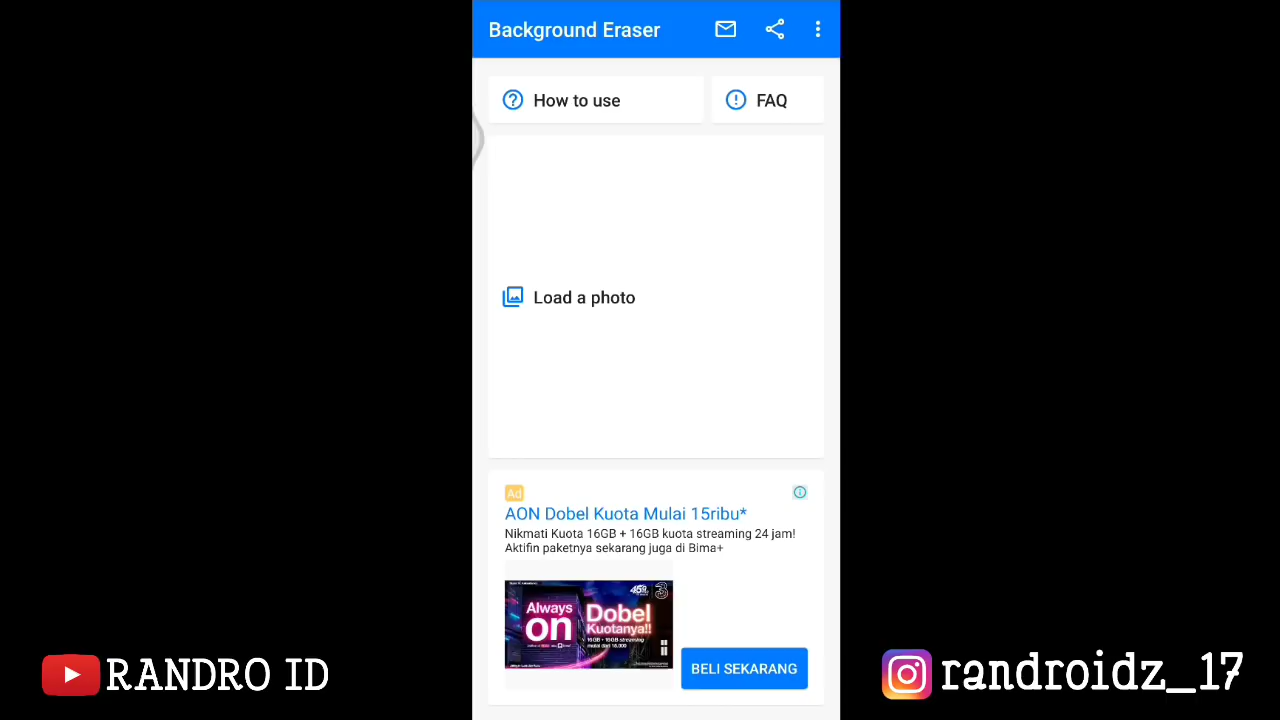 Background Eraser
How to use
FAQ
Load a photo
Ad
AON Dobel Kuota Mulai 15ribu*
Nikmati Kuota 16GB + 16GB kuota streaming 24 jam!
Aktifin paketnya sekarang juga di Bima+
Always
on
Dobel
Kuotanya!!
3
BELI SEKARANG
RANDRO ID
randroidz_17